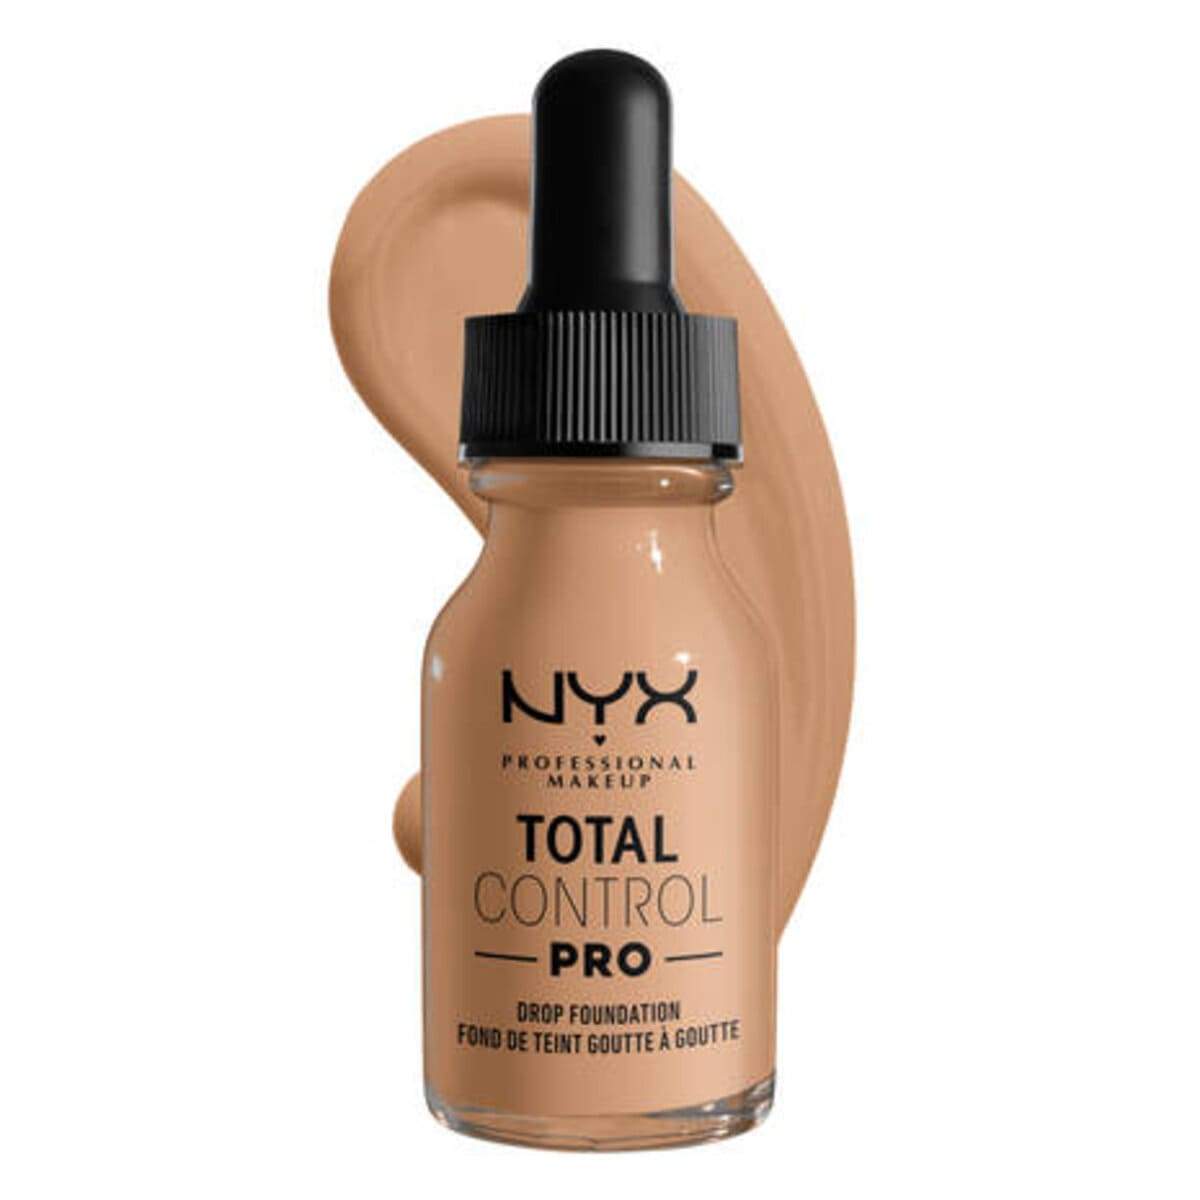 NYX
PROFESSIONAL
MAKEUP
TOTAL
CONTROL
PRO
DROP FOUNDATION
FOND DE TEINT GOUTTE À GOUTTE